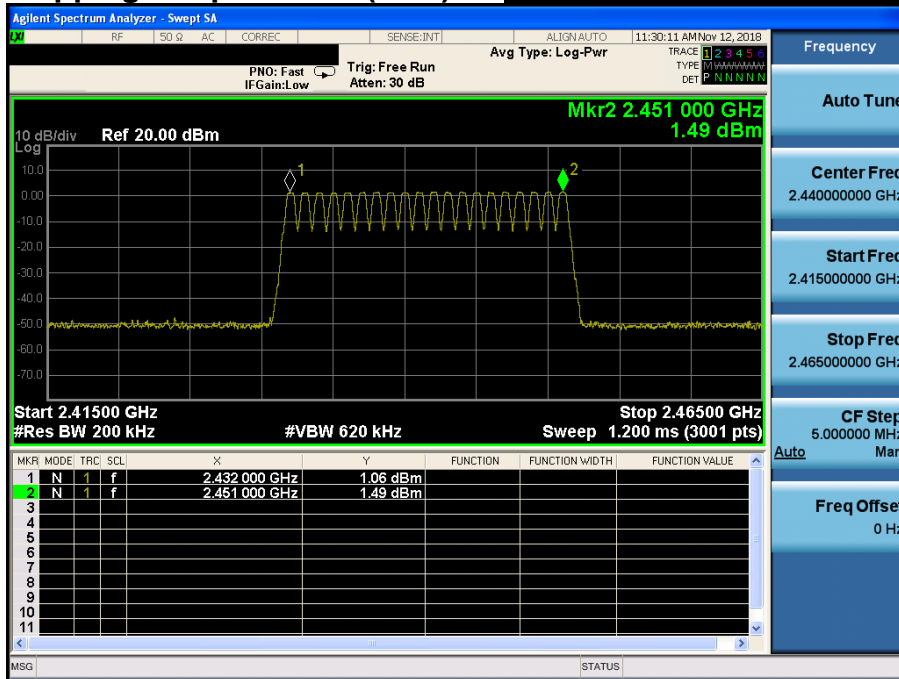 Agilent Spectrum Analyzer - Swept SA
LXI RF 50 Ω AC CORREC SENSE:INT ALIGN AUTO 11:30:11 AM Nov 12, 2018
Avg Type: Log-Pwr
TRACE 1 2 3 4 5 6
TYPE M
DET P N N N N N
PNO: Fast
IFGain:Low
Trig: Free Run
Atten: 30 dB
Frequency
Auto Tune
Center Freq
2.440000000 GHz
Start Freq
2.415000000 GHz
Stop Freq
2.465000000 GHz
CF Step
5.000000 MHz
Auto Man
Freq Offset
0 Hz
Mkr2 2.451 000 GHz
1.49 dBm
10 dB/div Ref 20.00 dBm
Log
10.0
0.00
-10.0
-20.0
-30.0
-40.0
-50.0
-60.0
-70.0
1
2
Start 2.41500 GHz Stop 2.46500 GHz
#Res BW 200 kHz #VBW 620 kHz Sweep 1.200 ms (3001 pts)
MKR MODE TRC SCL X Y FUNCTION FUNCTION WIDTH FUNCTION VALUE
1 N 1 f 2.432 000 GHz 1.06 dBm
2 N 1 f 2.451 000 GHz 1.49 dBm
3
4
5
6
7
8
9
10
11
MSG STATUS